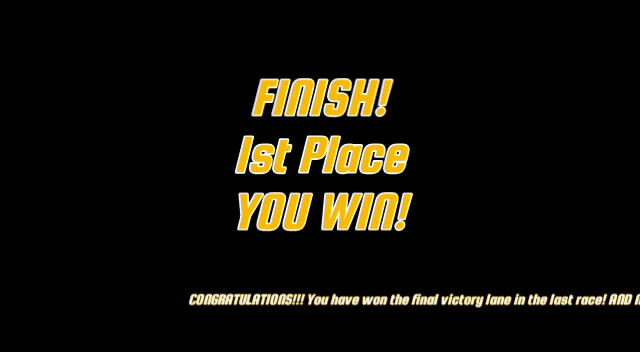 FINISH!
1st Place
YOU WIN!
CONGRATULATIONS!!! You have won the final victory lane in the last race! AND